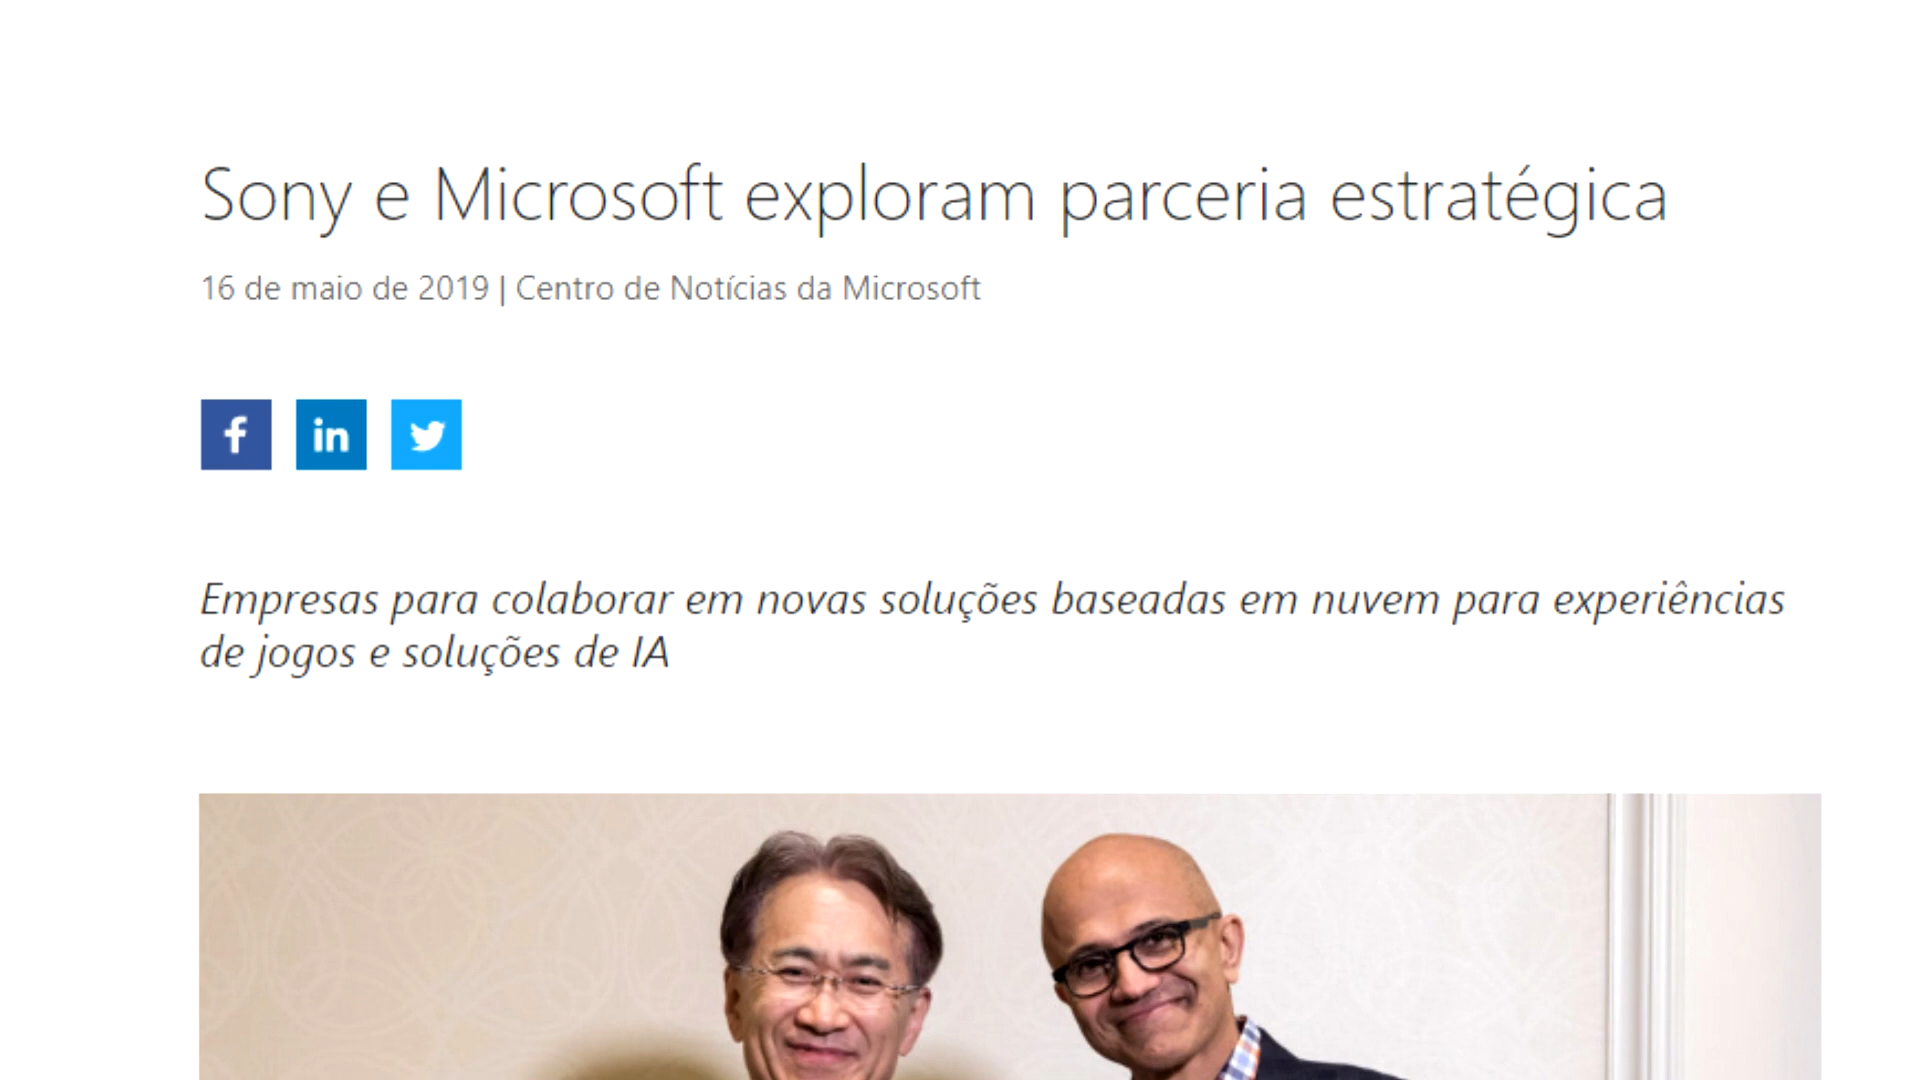 Sony e Microsoft exploram parceria estratégica
16 de maio de 2019 | Centro de Notícias da Microsoft
f in
Empresas para colaborar em novas soluções baseadas em nuvem para experiências
de jogos e soluções de IA